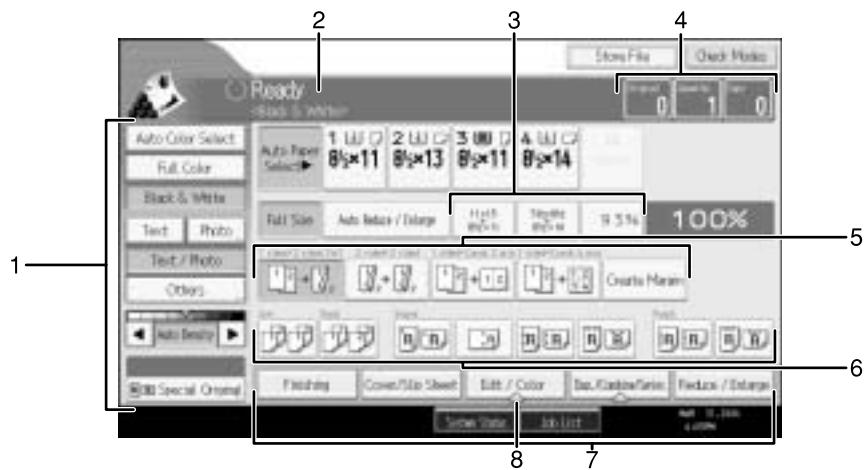 2
3
4
Store File
Check Modes
Ready
<Black & White>
0
1
0
1
Auto Color Select
Full Color
Black & White
Text
Photo
Text / Photo
Others
Auto Density
Special Original
Auto Paper
Select▶
1
2
3
4
8½×11
8½×13
8½×11
8½×14
Full Size
Auto Reduce / Enlarge
93%
100%
5
Create Margin
6
Finishing
Cover/Slip Sheet
Edit / Color
Dup./Combine/Series
Reduce / Enlarge
Job List
8
7